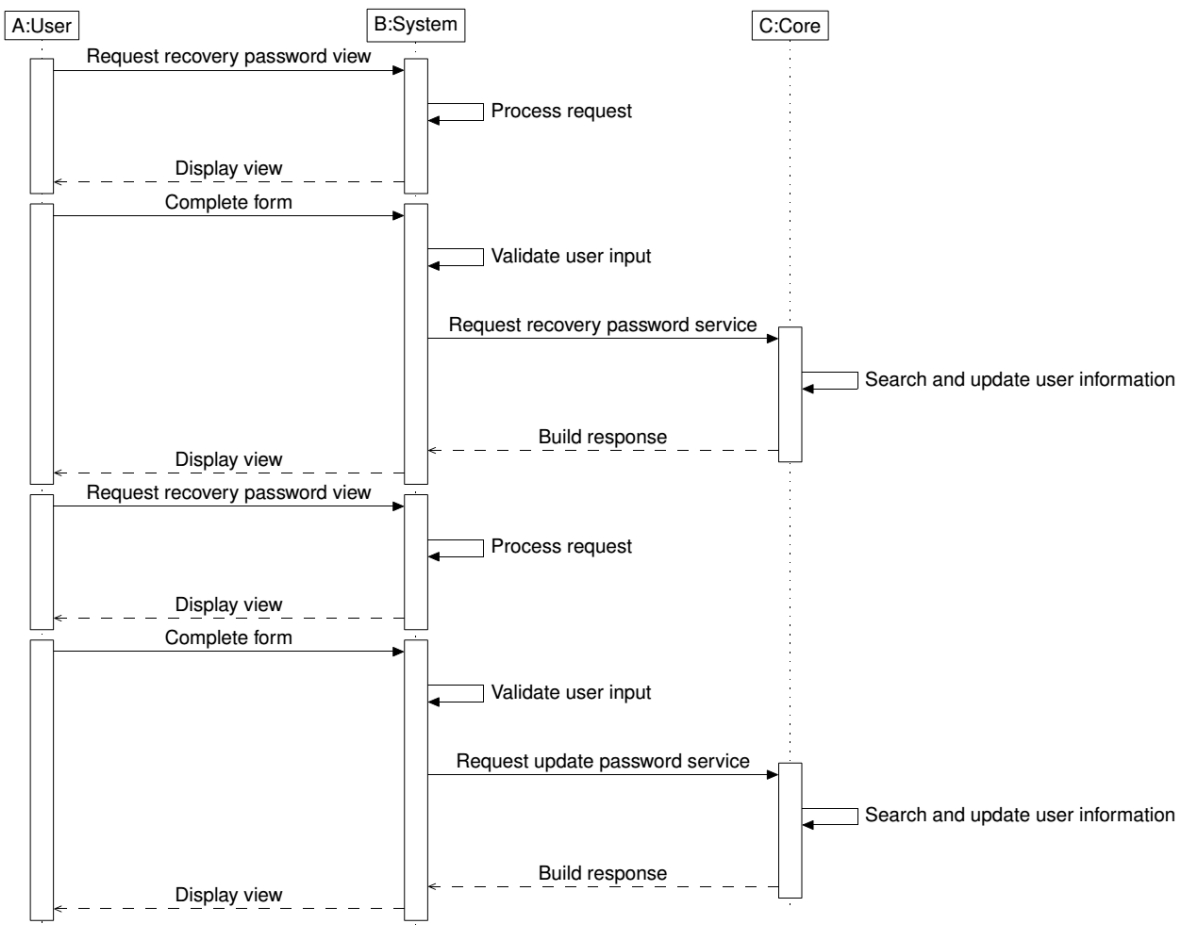 A:User
B:System
C:Core
Request recovery password view
Process request
Display view
Complete form
Validate user input
Request recovery password service
Search and update user information
Build response
Display view
Request recovery password view
Process request
Display view
Complete form
Validate user input
Request update password service
Search and update user information
Build response
Display view